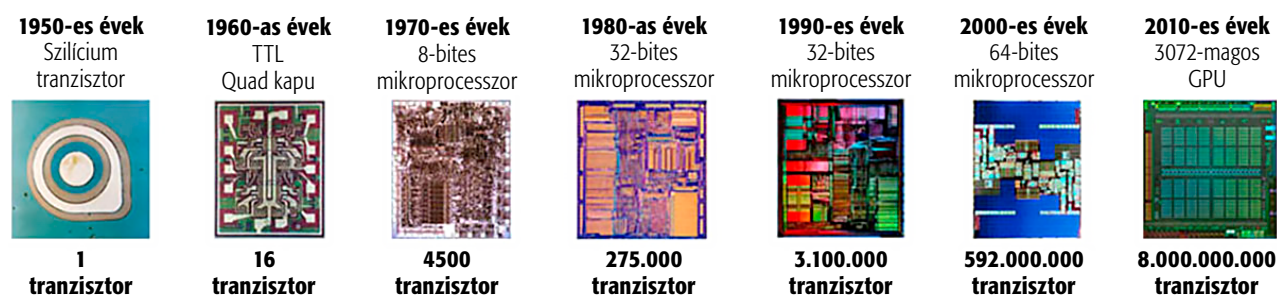 1950-es évek
Szilícium
tranzisztor
1
tranzisztor
1960-as évek
TTL
Quad kapu
16
tranzisztor
1970-es évek
8-bites
mikroprocesszor
4500
tranzisztor
1980-as évek
32-bites
mikroprocesszor
275.000
tranzisztor
1990-es évek
32-bites
mikroprocesszor
3.100.000
tranzisztor
2000-es évek
64-bites
mikroprocesszor
592.000.000
tranzisztor
2010-es évek
3072-magos
GPU
8.000.000.000
tranzisztor